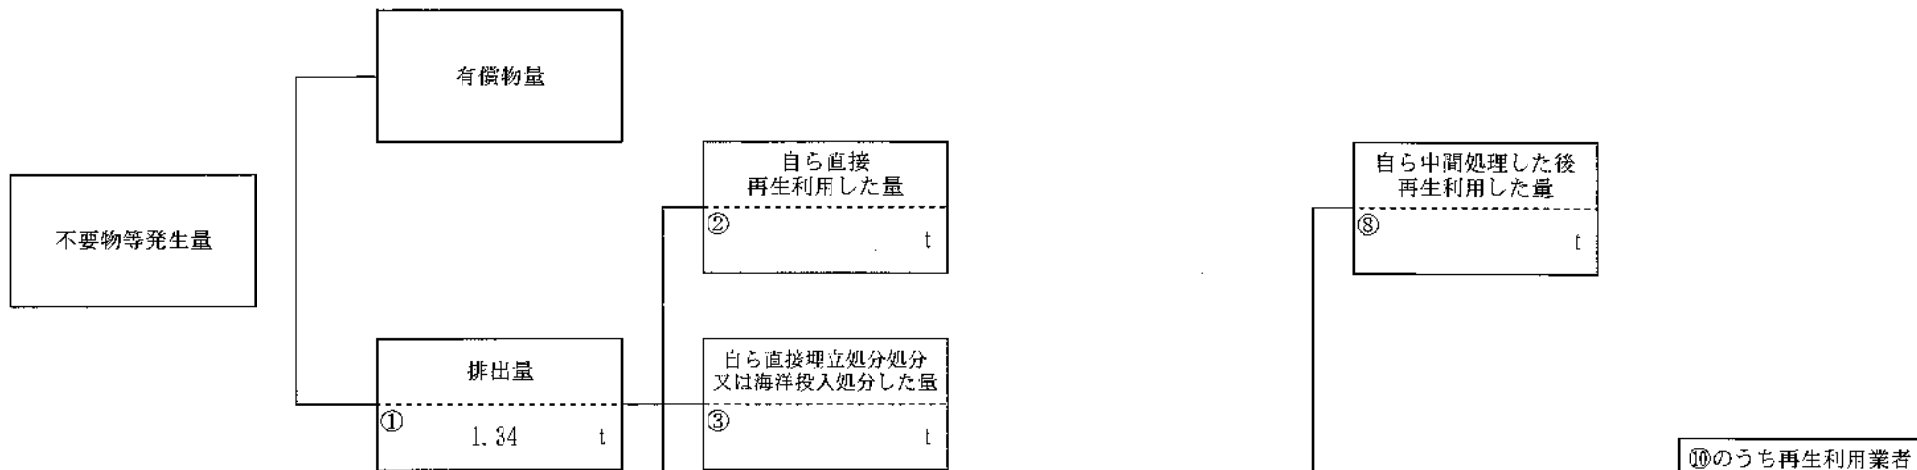 有償物量
自ら直接
再生利用した量
②
t
自ら中間処理した後
再生利用した量
⑧
t
不要物等発生量
排出量
①
1.34 t
自ら直接埋立処分処分
又は海洋投入処分した量
③
t
⑩のうち再生利用業者